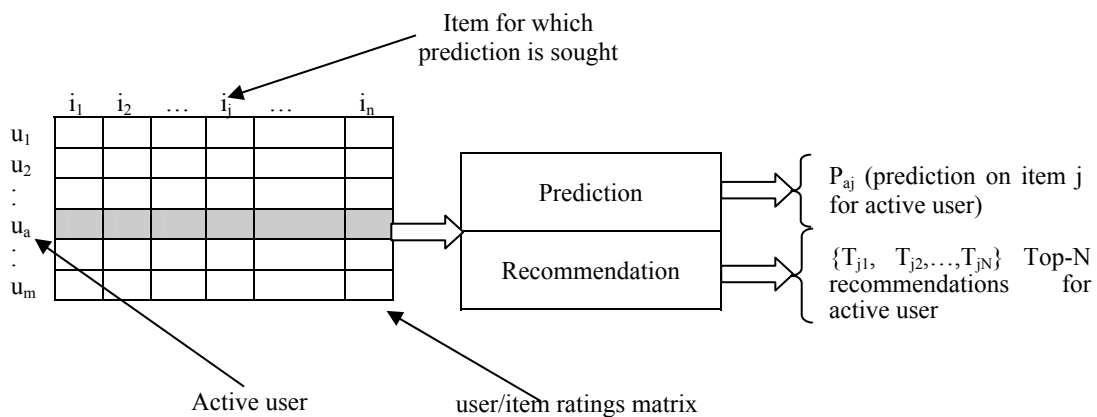 Item for which
prediction is sought
i₁ i₂ … iⱼ … iₙ
u₁
u₂
:
uₐ
:
uₘ
Prediction
Recommendation
Pₐⱼ (prediction on item j
for active user)
{Tⱼ₁, Tⱼ₂,…,TⱼN} Top-N
recommendations for
active user
Active user
user/item ratings matrix